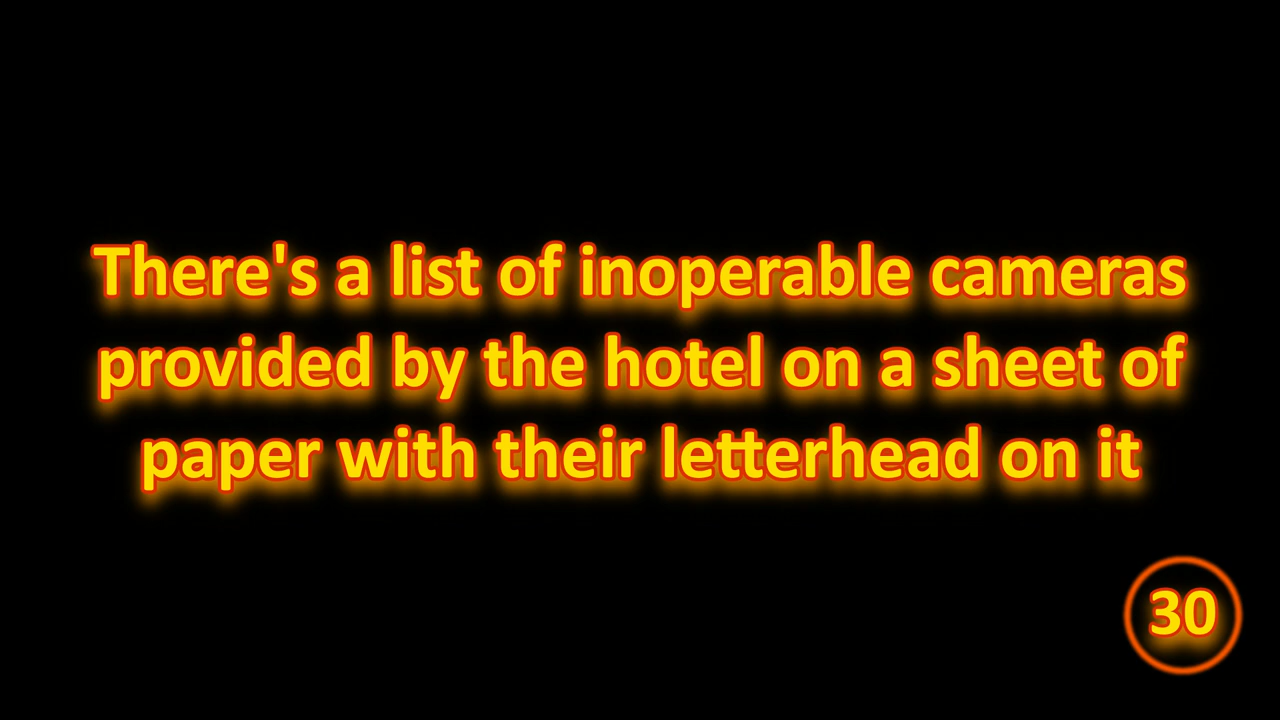 There's a list of inoperable cameras
provided by the hotel on a sheet of
paper with their letterhead on it
30